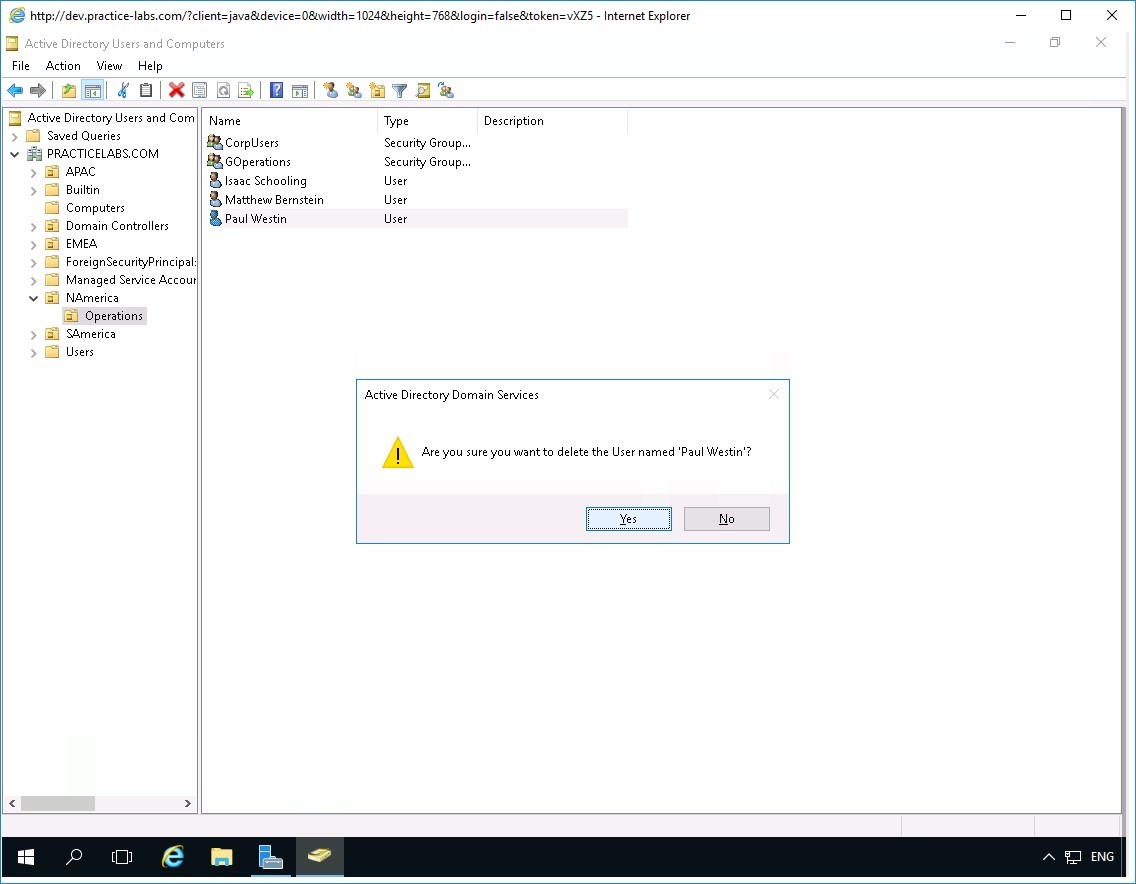 http://dev.practice-labs.com/?client=java&device=0&width=1024&height=768&login=false&token=vXZ5 - Internet Explorer
Active Directory Users and Computers
File Action View Help
Active Directory Users and Com
Saved Queries
PRACTICELABS.COM
APAC
Builtin
Computers
Domain Controllers
EMEA
ForeignSecurityPrincipal:
Managed Service Accour
NAmerica
Operations
SAmerica
Users
Name Type Description
CorpUsers Security Group...
GOperations Security Group...
Isaac Schooling User
Matthew Bernstein User
Paul Westin User
Active Directory Domain Services
Are you sure you want to delete the User named 'Paul Westin'?
Yes No
ENG